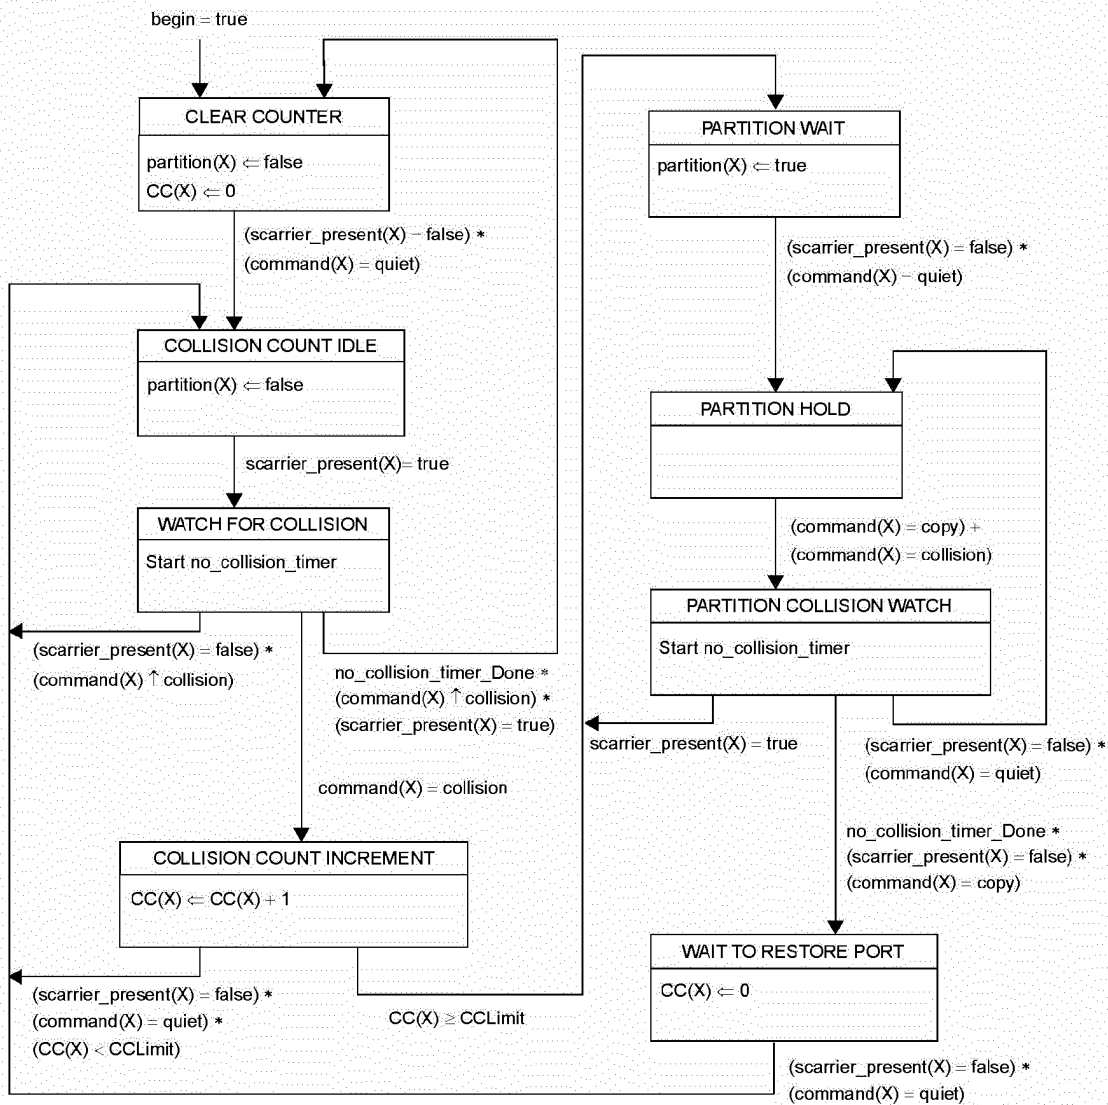 begin = true
CLEAR COUNTER
partition(X) ⇐ false
CC(X) ⇐ 0
(scarrier_present(X) − false) *
(command(X) = quiet)
COLLISION COUNT IDLE
partition(X) ⇐ false
scarrier_present(X)= true
WATCH FOR COLLISION
Start no_collision_timer
(scarrier_present(X) = false) *
(command(X) ↑ collision)
no_collision_timer_Done *
(command(X) ↑ collision) *
(scarrier_present(X) = true)
command(X) = collision
COLLISION COUNT INCREMENT
CC(X) ⇐ CC(X) + 1
(scarrier_present(X) = false) *
(command(X) = quiet) *
(CC(X) < CCLimit)
CC(X) ≥ CCLimit
PARTITION WAIT
partition(X) ⇐ true
(scarrier_present(X) = false) *
(command(X) − quiet)
PARTITION HOLD
(command(X) = copy) +
(command(X) = collision)
PARTITION COLLISION WATCH
Start no_collision_timer
scarrier_present(X) = true
(scarrier_present(X) = false) *
(command(X) = quiet)
no_collision_timer_Done *
(scarrier_present(X) = false) *
(command(X) = copy)
WAIT TO RESTORE PORT
CC(X) ⇐ 0
(scarrier_present(X) = false) *
(command(X) = quiet)